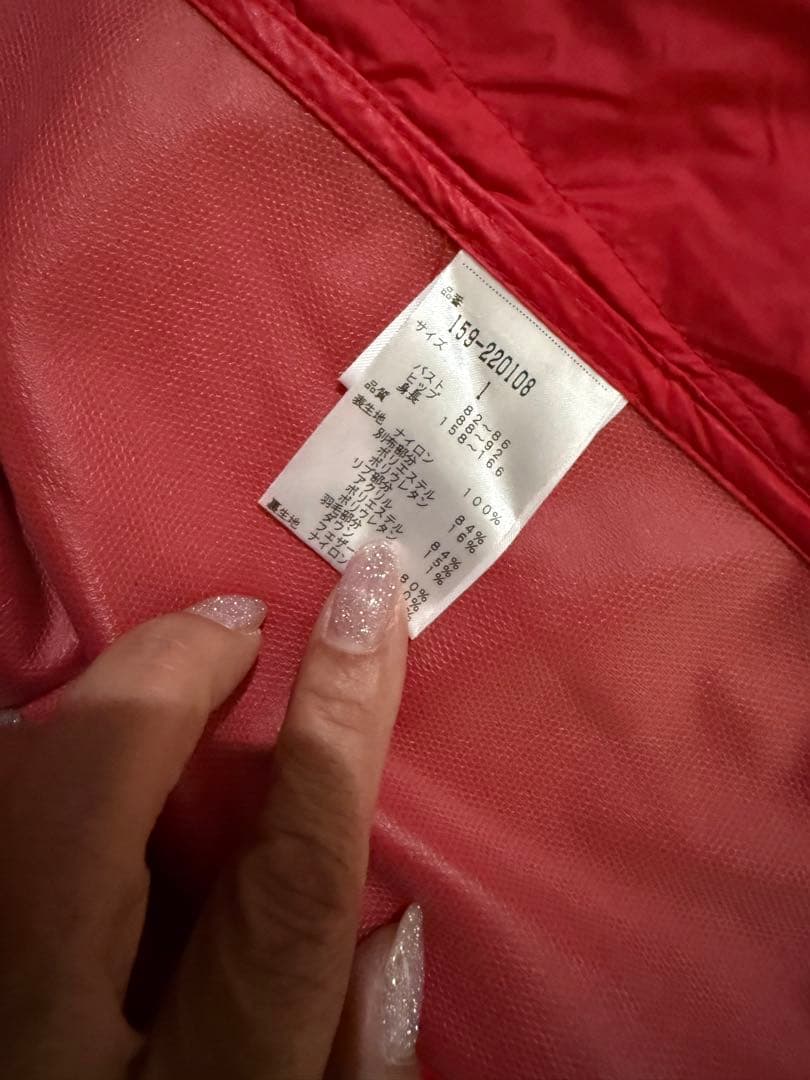 品番
159-220108
サイズ
1
バスト 82~86
ヒップ 88~92
身長 158~166
品質
表生地
ナイロン 100%
別布部分
ポリエステル 84%
ポリウレタン 16%
リブ部分
アクリル 84%
ポリエステル 15%
ポリウレタン 1%
羽毛部分
ダウン 80%
フェザー
裏生地
ナイロン